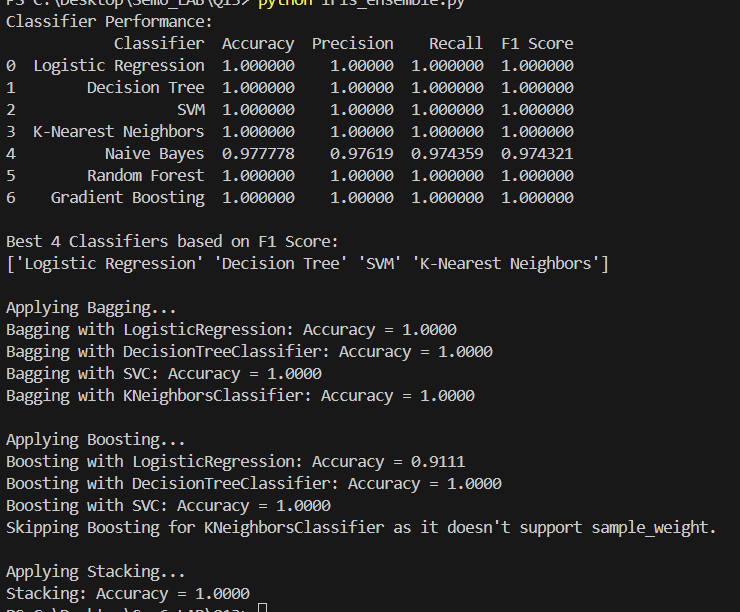 PS C:\Desktop\Sem6_LAB\Q13> python iris_ensemble.py
Classifier Performance:
Classifier Accuracy Precision Recall F1 Score
0 Logistic Regression 1.000000 1.00000 1.000000 1.000000
1 Decision Tree 1.000000 1.00000 1.000000 1.000000
2 SVM 1.000000 1.00000 1.000000 1.000000
3 K-Nearest Neighbors 1.000000 1.00000 1.000000 1.000000
4 Naive Bayes 0.977778 0.97619 0.974359 0.974321
5 Random Forest 1.000000 1.00000 1.000000 1.000000
6 Gradient Boosting 1.000000 1.00000 1.000000 1.000000
Best 4 Classifiers based on F1 Score:
['Logistic Regression' 'Decision Tree' 'SVM' 'K-Nearest Neighbors']
Applying Bagging...
Bagging with LogisticRegression: Accuracy = 1.0000
Bagging with DecisionTreeClassifier: Accuracy = 1.0000
Bagging with SVC: Accuracy = 1.0000
Bagging with KNeighborsClassifier: Accuracy = 1.0000
Applying Boosting...
Boosting with LogisticRegression: Accuracy = 0.9111
Boosting with DecisionTreeClassifier: Accuracy = 1.0000
Boosting with SVC: Accuracy = 1.0000
Skipping Boosting for KNeighborsClassifier as it doesn't support sample_weight.
Applying Stacking...
Stacking: Accuracy = 1.0000